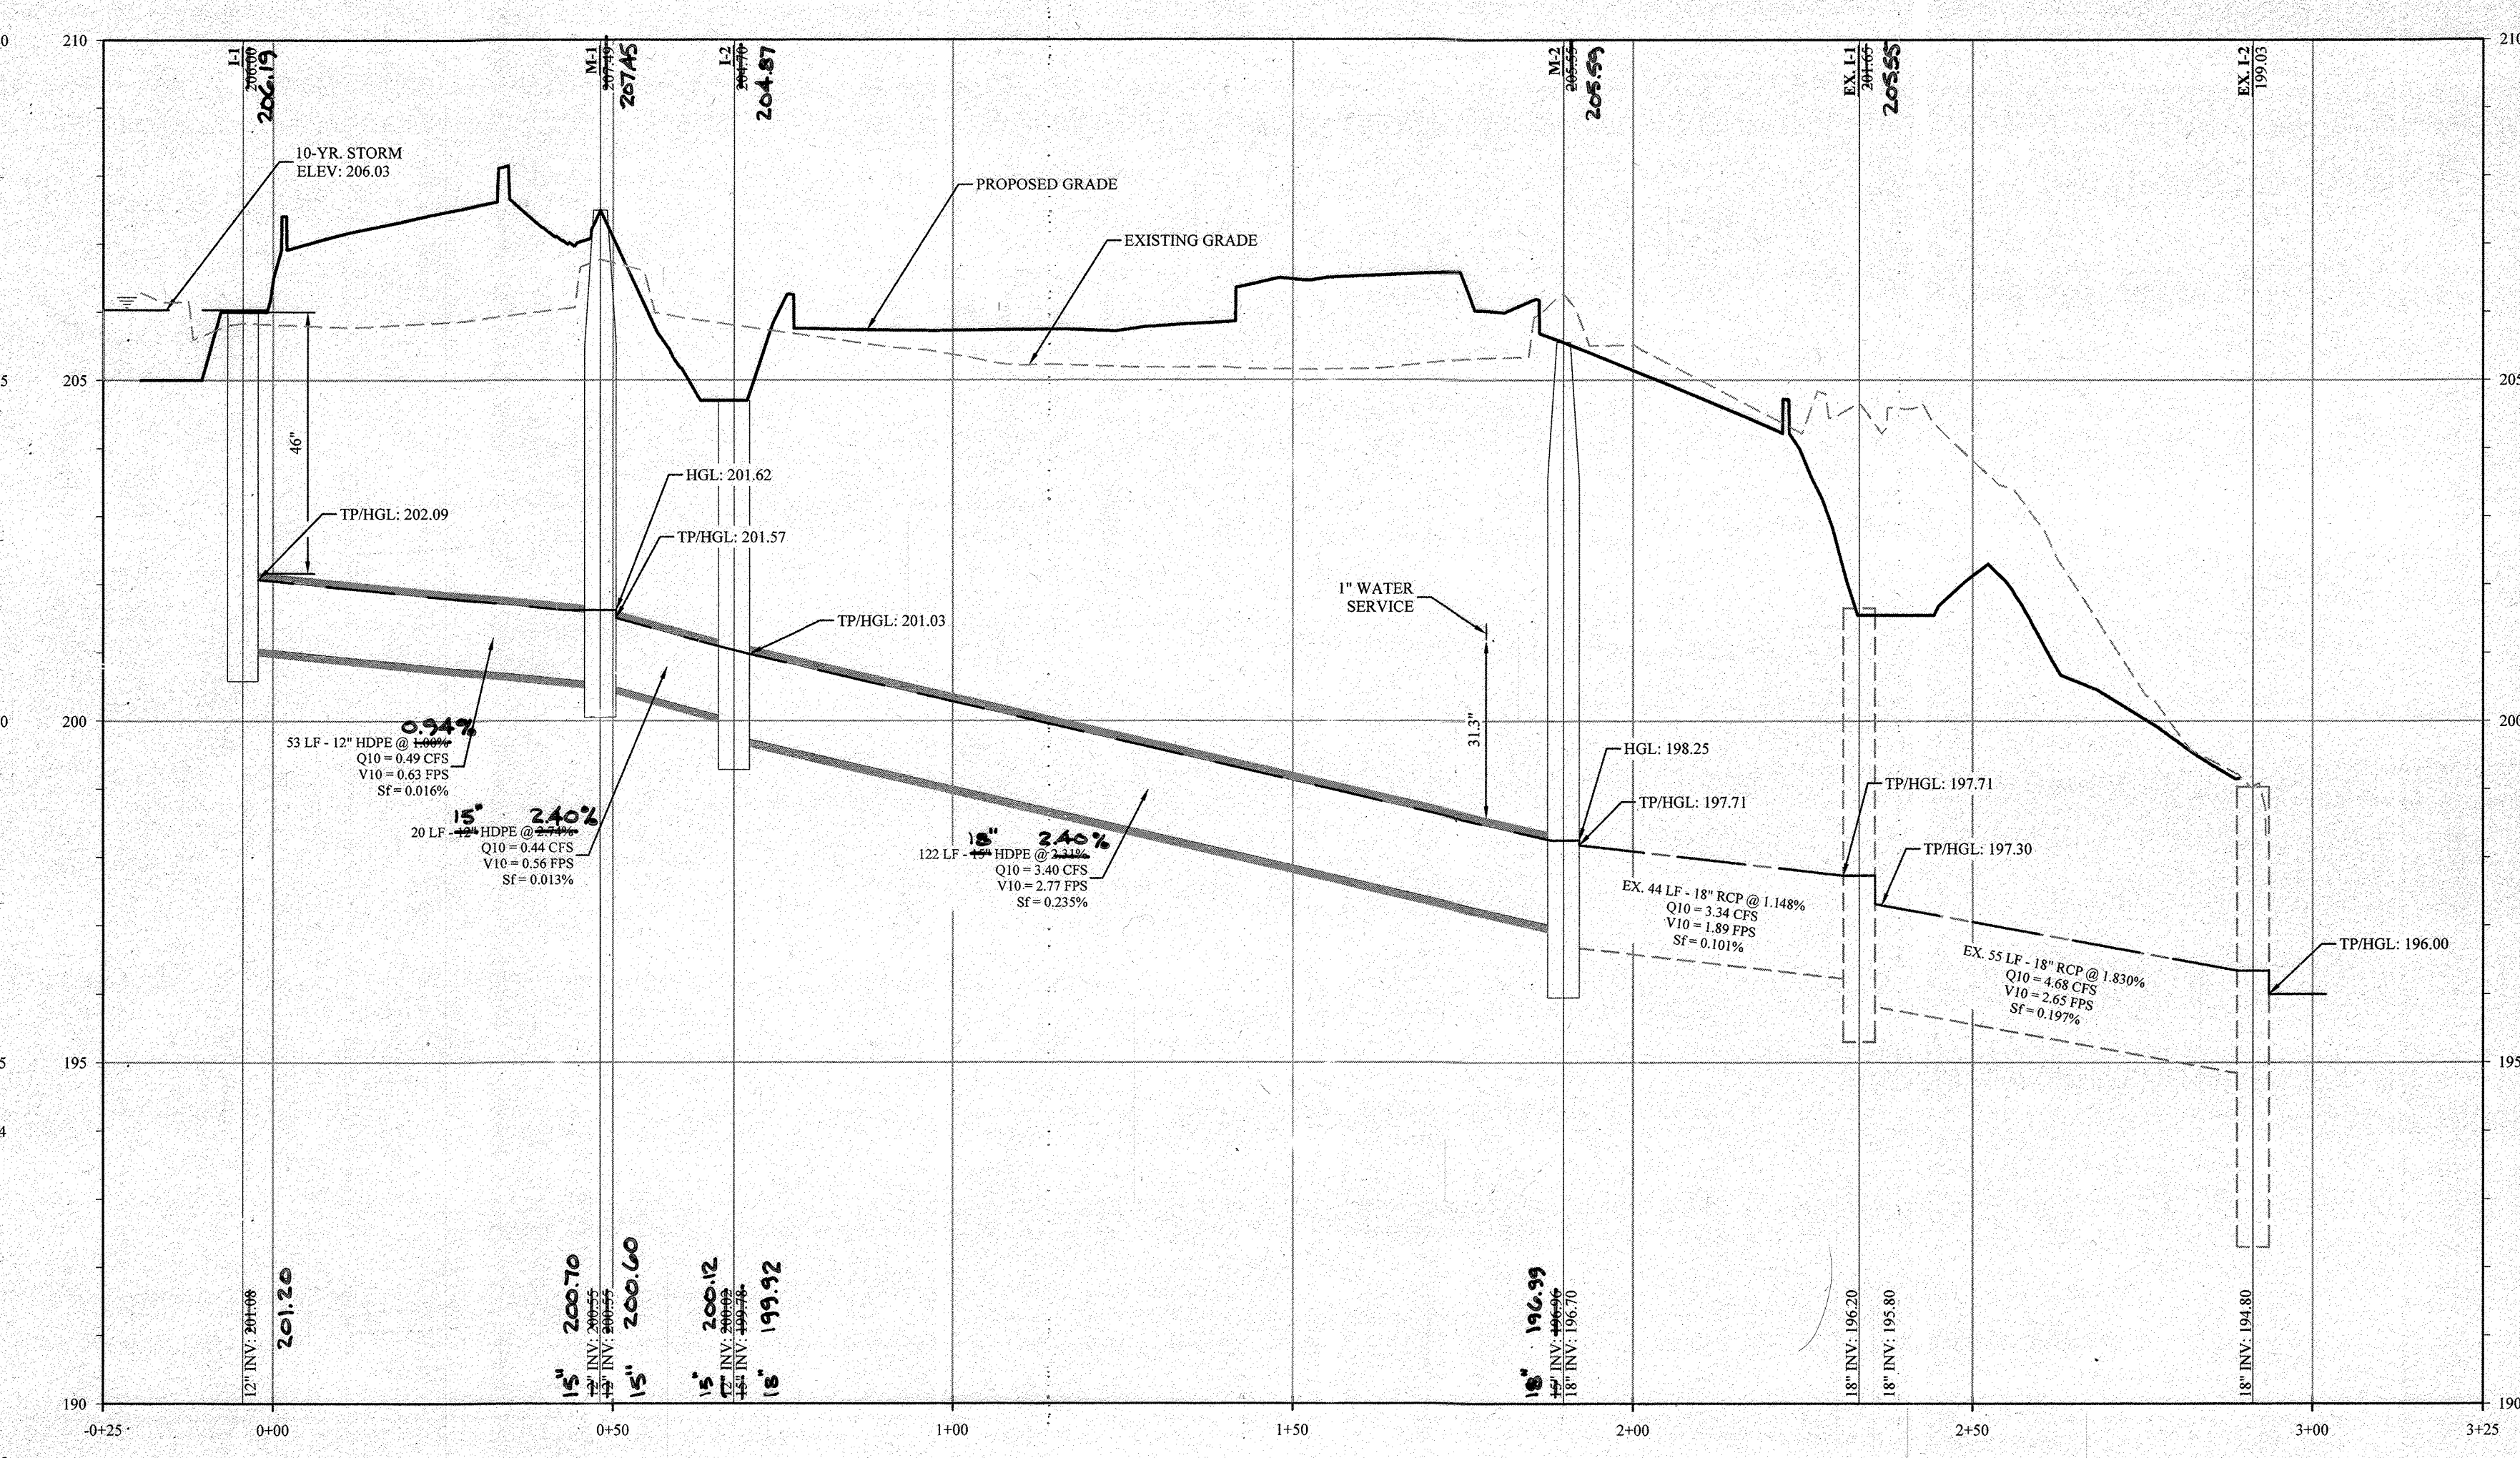 I-1
206.00
206.19
M-1
207.49
207.45
I-2
204.70
204.87
M-2
205.55
205.59
EX. I-1
201.65
205.55
EX. I-2
199.03
210
210
10-YR. STORM
ELEV: 206.03
PROPOSED GRADE
EXISTING GRADE
205
205
46"
HGL: 201.62
TP/HGL: 202.09
TP/HGL: 201.57
TP/HGL: 201.03
1" WATER
SERVICE
31.3"
200
200
0.94%
53 LF - 12" HDPE @ 1.00%
Q10 = 0.49 CFS
V10 = 0.63 FPS
Sf = 0.016%
15" 2.40%
20 LF - 12" HDPE @ 2.74%
Q10 = 0.44 CFS
V10 = 0.56 FPS
Sf = 0.013%
18" 2.40%
122 LF - 15" HDPE @ 2.31%
Q10 = 3.40 CFS
V10 = 2.77 FPS
Sf = 0.235%
HGL: 198.25
TP/HGL: 197.71
TP/HGL: 197.71
TP/HGL: 197.30
EX. 44 LF - 18" RCP @ 1.148%
Q10 = 3.34 CFS
V10 = 1.89 FPS
Sf = 0.101%
TP/HGL: 196.00
EX. 55 LF - 18" RCP @ 1.830%
Q10 = 4.68 CFS
V10 = 2.65 FPS
Sf = 0.197%
195
195
12" INV: 201.08
201.20
15" 200.70
12" INV: 200.55
12" INV: 200.55
15" 200.60
15" 200.12
12" INV: 200.02
15" INV: 199.78
18" 199.92
18" 196.99
15" INV: 196.96
18" INV: 196.70
18" INV: 196.20
18" INV: 195.80
18" INV: 194.80
190
190
-0+25
0+00
0+50
1+00
1+50
2+00
2+50
3+00
3+25